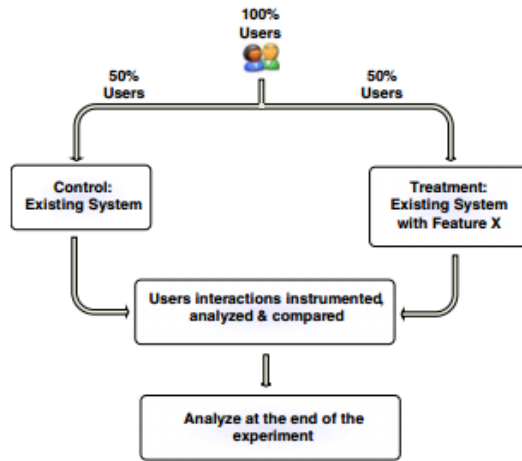 100%
Users
50%
Users
50%
Users
Control:
Existing System
Treatment:
Existing System
with Feature X
Users interactions instrumented,
analyzed & compared
Analyze at the end of the
experiment